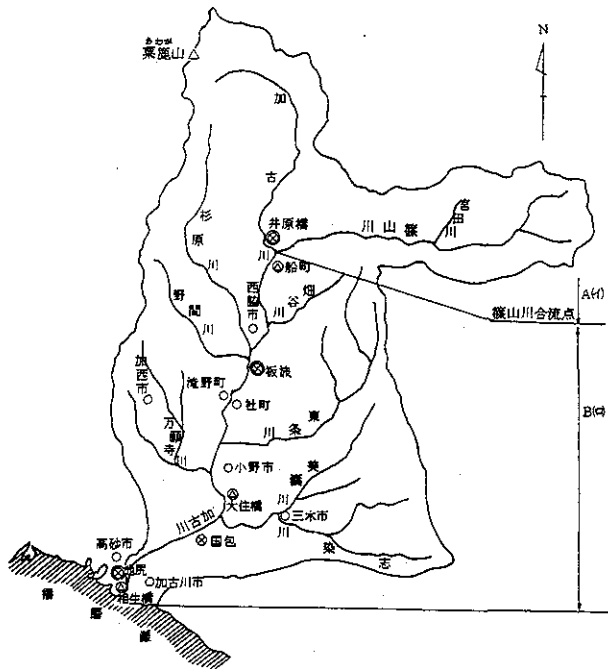 あわが
粟鹿山
N
加古川
杉原川
井原橋
川山篠
宮田川
船町
畑谷川
野間川
西脇市
A(イ)
篠山川合流点
板波
加西市
滝野町
社町
万願寺川
川条東
B(ロ)
小野市
美嚢川
大住橋
三木市
川古加
国包
志染川
高砂市
池尻
加古川市
相生橋
播磨灘